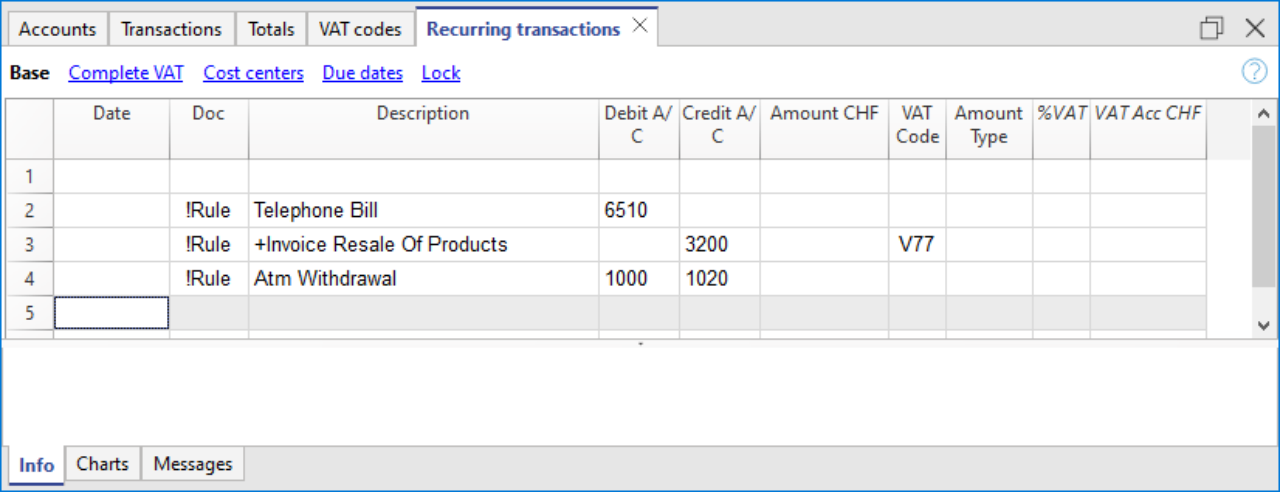 Accounts Transactions Totals VAT codes Recurring transactions
Base Complete VAT Cost centers Due dates Lock
Date Doc Description Debit A/ Credit A/ Amount CHF VAT Amount %VAT VAT Acc CHF
C C Code Type
1
2 !Rule Telephone Bill 6510
3 !Rule +Invoice Resale Of Products 3200 V77
4 !Rule Atm Withdrawal 1000 1020
5
Info Charts Messages